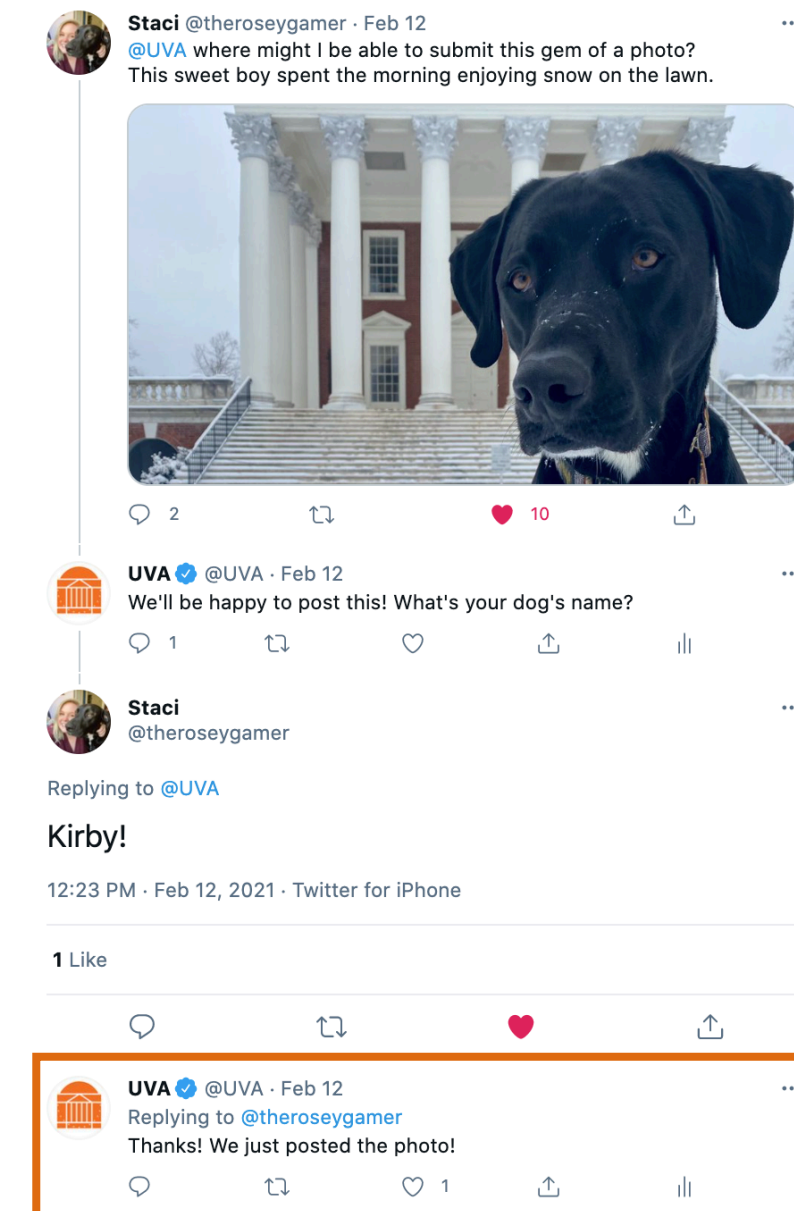 Staci @theroseygamer · Feb 12
@UVA where might I be able to submit this gem of a photo?
This sweet boy spent the morning enjoying snow on the lawn.
2
10
UVA @UVA · Feb 12
We'll be happy to post this! What's your dog's name?
1
Staci
@theroseygamer
Replying to @UVA
Kirby!
12:23 PM · Feb 12, 2021 · Twitter for iPhone
1 Like
UVA @UVA · Feb 12
Replying to @theroseygamer
Thanks! We just posted the photo!
1